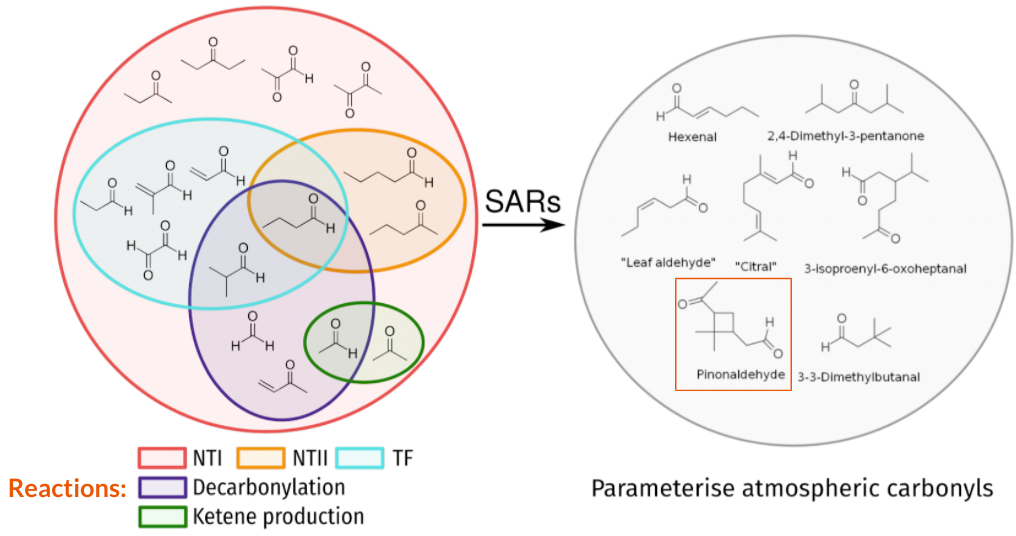 SARs
Hexenal
2,4-Dimethyl-3-pentanone
"Leaf aldehyde"
"Citral"
3-isoproenyl-6-oxoheptanal
Pinonaldehyde
3-3-Dimethylbutanal
Reactions:
NTI
NTII
TF
Decarbonylation
Ketene production
Parameterise atmospheric carbonyls
O
O
O
H
O
O
O
O
H
O
H
O
H
O
H
O
H
O
H
O
H
O
O
H
O
H
O
H
H
O
H
O
O
O
H
O
H
O
H
O
H
O
O
O
H
O
O
H